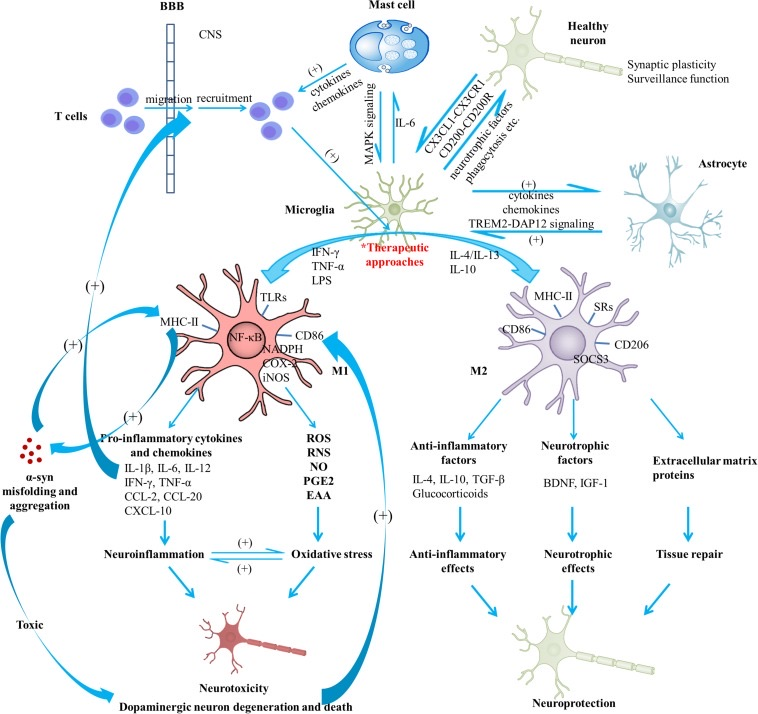 BBB
CNS
T cells
migration
recruitment
(+)
cytokines
chemokines
Mast cell
MAPK signaling
IL-6
Healthy
neuron
Synaptic plasticity
Surveillance function
CX3CL1-CX3CR1
CD200-CD200R
neurotrophic factors
phagocytosis etc.
(+)
Microglia
Astrocyte
(+)
cytokines
chemokines
TREM2-DAP12 signaling
(+)
*Therapeutic
approaches
IFN-γ
TNF-α
LPS
IL-4/IL-13
IL-10
(+)
TLRs
MHC-II
NF-κB
CD86
NADPH
COX-2
iNOS
M1
MHC-II
SRs
CD86
CD206
SOCS3
M2
(+)
(+)
α-syn
misfolding and
aggregation
Pro-inflammatory cytokines
and chemokines
IL-1β, IL-6, IL-12
IFN-γ, TNF-α
CCL-2, CCL-20
CXCL-10
ROS
RNS
NO
PGE2
EAA
(+)
Anti-inflammatory
factors
IL-4, IL-10, TGF-β
Glucocorticoids
Neurotrophic
factors
BDNF, IGF-1
Extracellular matrix
proteins
Neuroinflammation
(+)
(+)
Oxidative stress
Anti-inflammatory
effects
Neurotrophic
effects
Tissue repair
Toxic
Neurotoxicity
Dopaminergic neuron degeneration and death
Neuroprotection